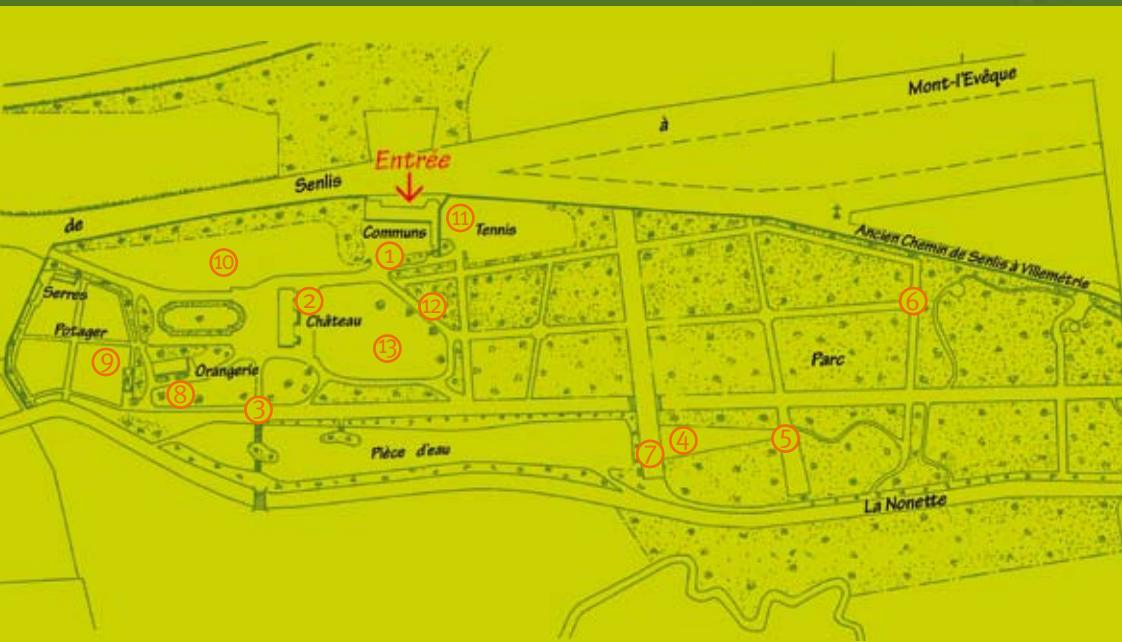 Mont-l'Evêque
à
Entrée
Senlis
de
11
Tennis
Communs
1
Ancien Chemin de Senlis à Villemétrie
10
Serres
2
12
6
Château
Potager
13
Parc
9
Orangerie
8
3
4
5
7
Pièce d'eau
La Nonette